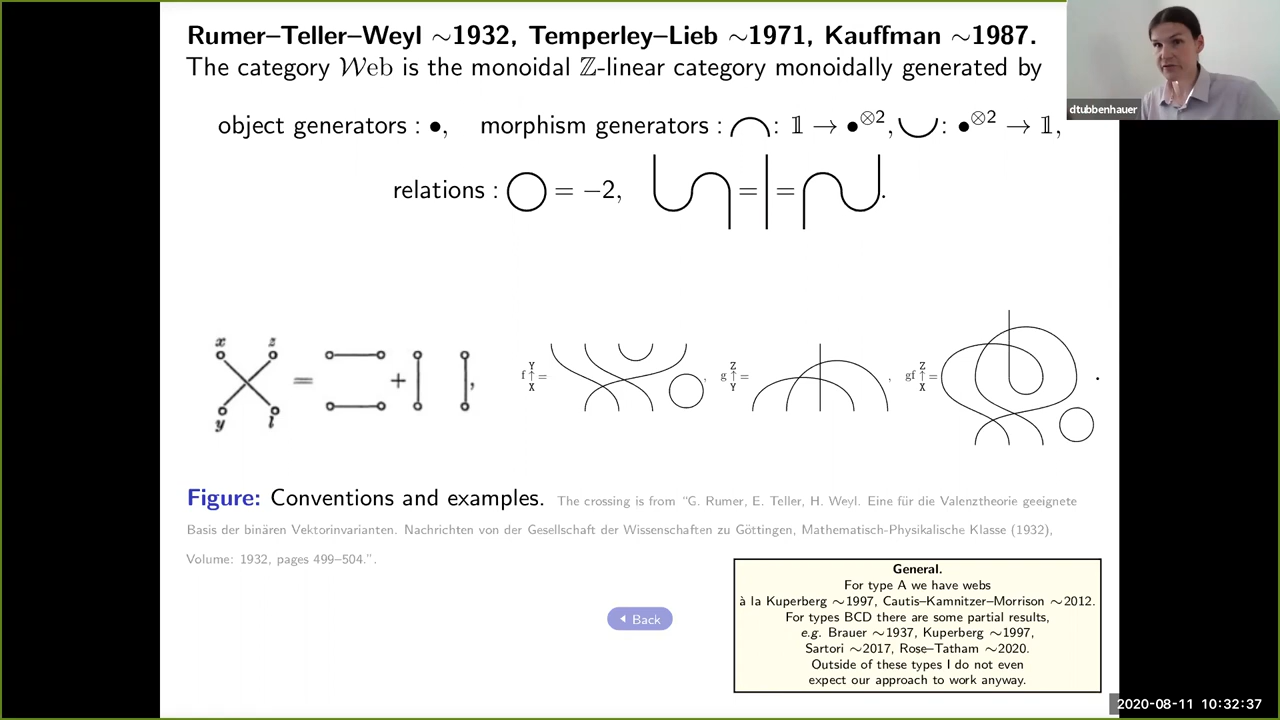 Rumer–Teller–Weyl ∼1932, Temperley–Lieb ∼1971, Kauffman ∼1987.
The category 𝒲eb is the monoidal ℤ-linear category monoidally generated by
object generators : •, morphism generators : : 𝟙 → •⊗2, : •⊗2 → 𝟙,
relations : = −2, = = .
x z
= + ,
y l
f Y ↑ X = , g Z ↑ Y = , gf Z ↑ X = .
Figure: Conventions and examples. The crossing is from “G. Rumer, E. Teller, H. Weyl. Eine für die Valenztheorie geeignete
Basis der binären Vektorinvarianten. Nachrichten von der Gesellschaft der Wissenschaften zu Göttingen, Mathematisch-Physikalische Klasse (1932),
Volume: 1932, pages 499–504.”.
General.
For type A we have webs
à la Kuperberg ∼1997, Cautis–Kamnitzer–Morrison ∼2012.
For types BCD there are some partial results,
e.g. Brauer ∼1937, Kuperberg ∼1997,
Sartori ∼2017, Rose–Tatham ∼2020.
Outside of these types I do not even
expect our approach to work anyway.
Back
dtubbenhauer
2020-08-11 10:32:37